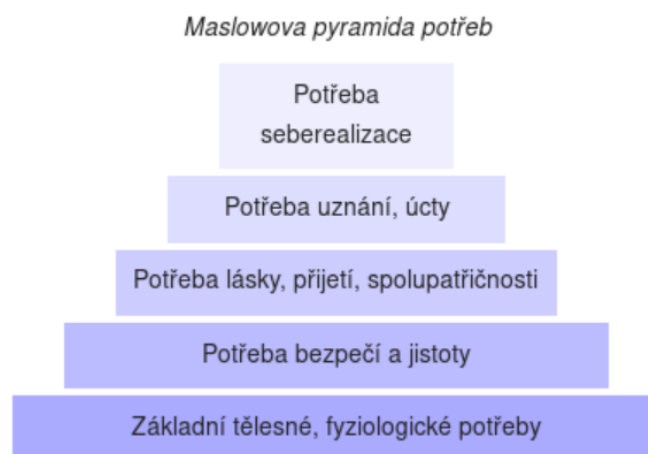 Maslowova pyramida potřeb
Potřeba
seberealizace
Potřeba uznání, úcty
Potřeba lásky, přijetí, spolupatřičnosti
Potřeba bezpečí a jistoty
Základní tělesné, fyziologické potřeby